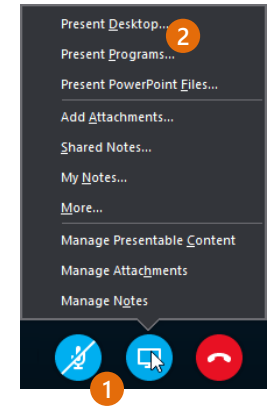 Present Desktop...
2
Present Programs...
Present PowerPoint Files...
Add Attachments...
Shared Notes...
My Notes...
More...
Manage Presentable Content
Manage Attachments
Manage Notes
1